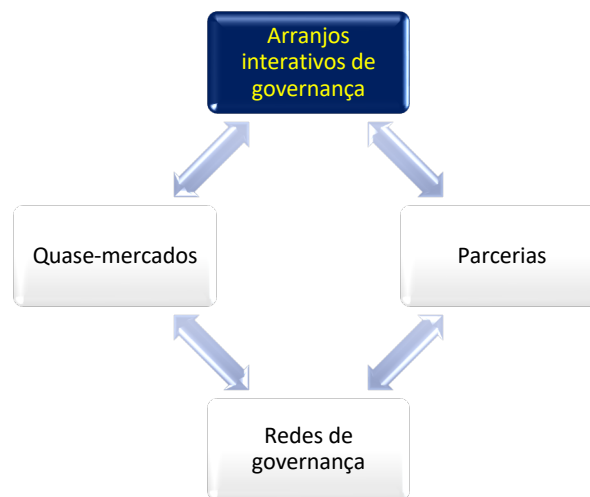 Arranjos
interativos de
governança
Quase-mercados
Parcerias
Redes de
governança